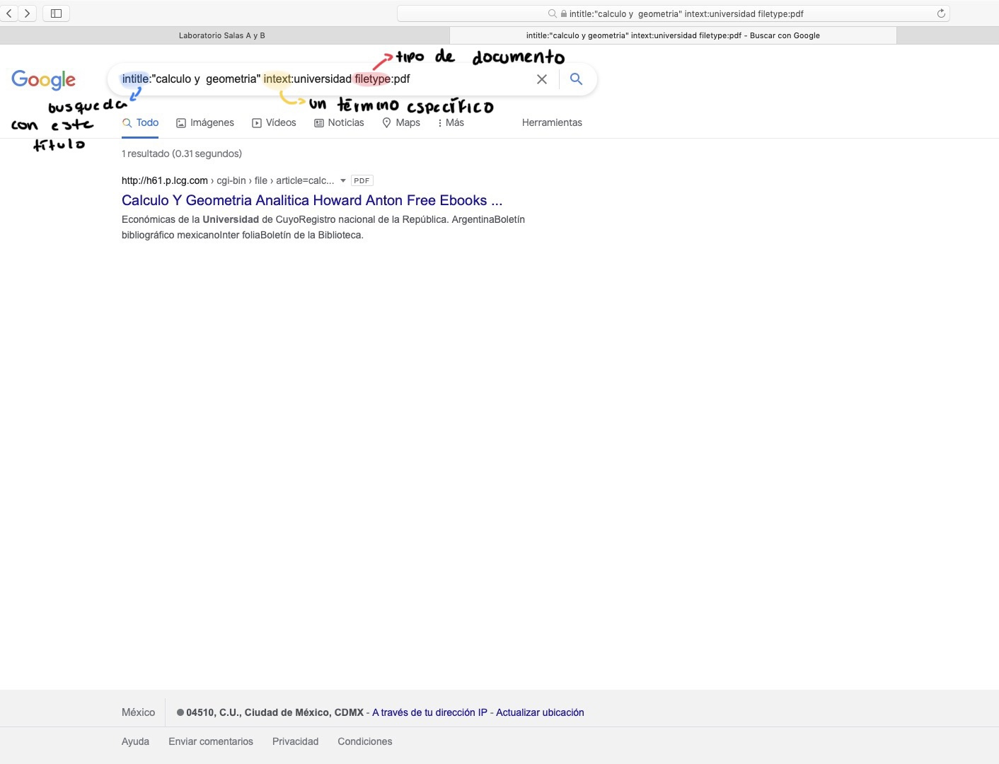 intitle:"calculo y  geometria" intext:universidad filetype:pdf
Laboratorio Salas A y B
intitle:"calculo y geometria" intext:universidad filetype:pdf - Buscar con Google
tipo de documento
Google
intitle:"calculo y  geometria" intext:universidad filetype:pdf
busqueda
con este
título
un término específico
Todo Imágenes Vídeos Noticias Maps Más Herramientas
1 resultado (0.31 segundos)
http://h61.p.lcg.com › cgi-bin › file › article=calc... PDF
Calculo Y Geometria Analitica Howard Anton Free Ebooks ...
Económicas de la Universidad de CuyoRegistro nacional de la República. ArgentinaBoletín
bibliográfico mexicanoInter foliaBoletín de la Biblioteca.
México 04510, C.U., Ciudad de México, CDMX - A través de tu dirección IP - Actualizar ubicación
Ayuda Enviar comentarios Privacidad Condiciones